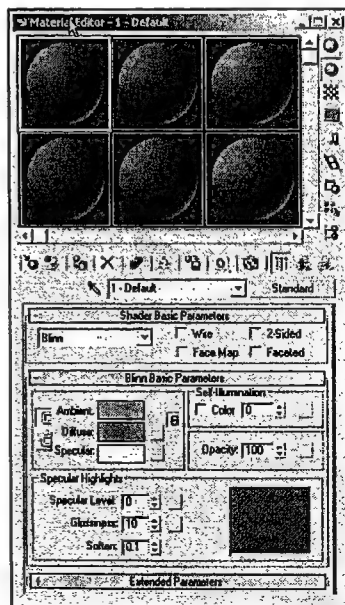 Material Editor - 1 - Default
1 - Default
Standard
Shader Basic Parameters
Blinn
Wire
2-Sided
Face Map
Faceted
Blinn Basic Parameters
Self-Illumination
Ambient:
Color 0
Diffuse:
Specular:
Opacity: 100
Specular Highlights
Specular Level: 0
Glossiness: 10
Soften: 0.1
Extended Parameters